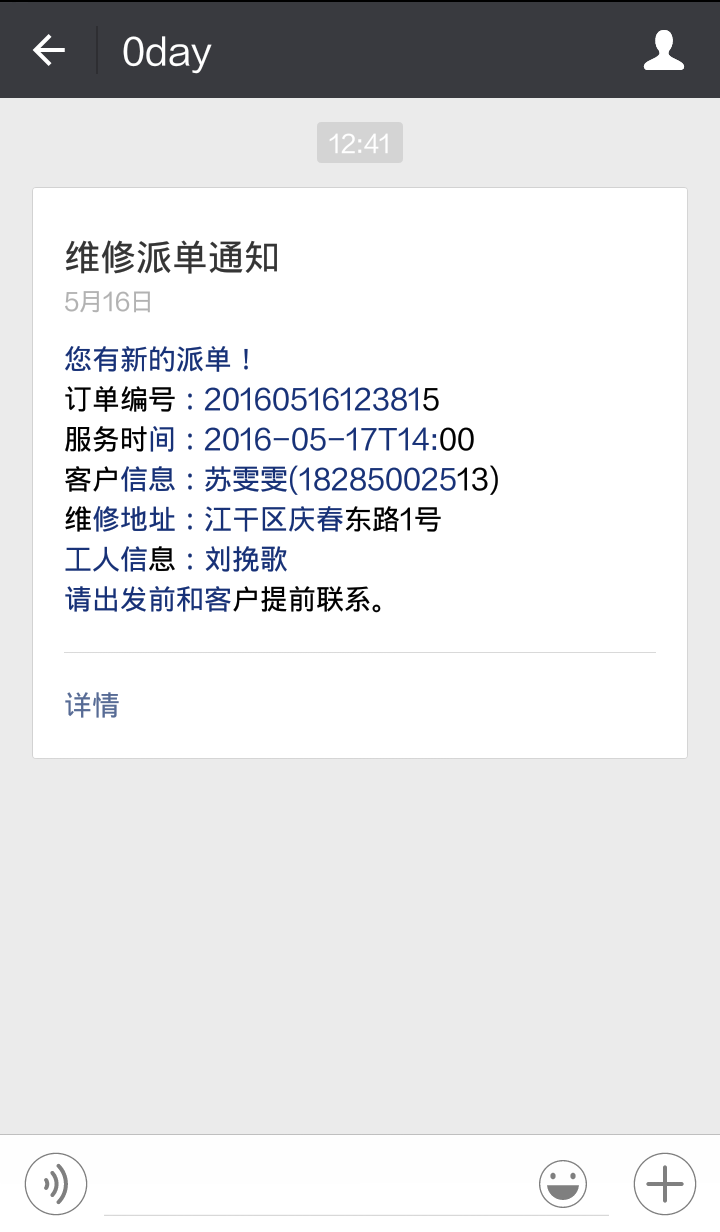 0day
12:41
维修派单通知
5月16日
您有新的派单！
订单编号：20160516123815
服务时间：2016-05-17T14:00
客户信息：苏雯雯(18285002513)
维修地址：江干区庆春东路1号
工人信息：刘挽歌
请出发前和客户提前联系。
详情